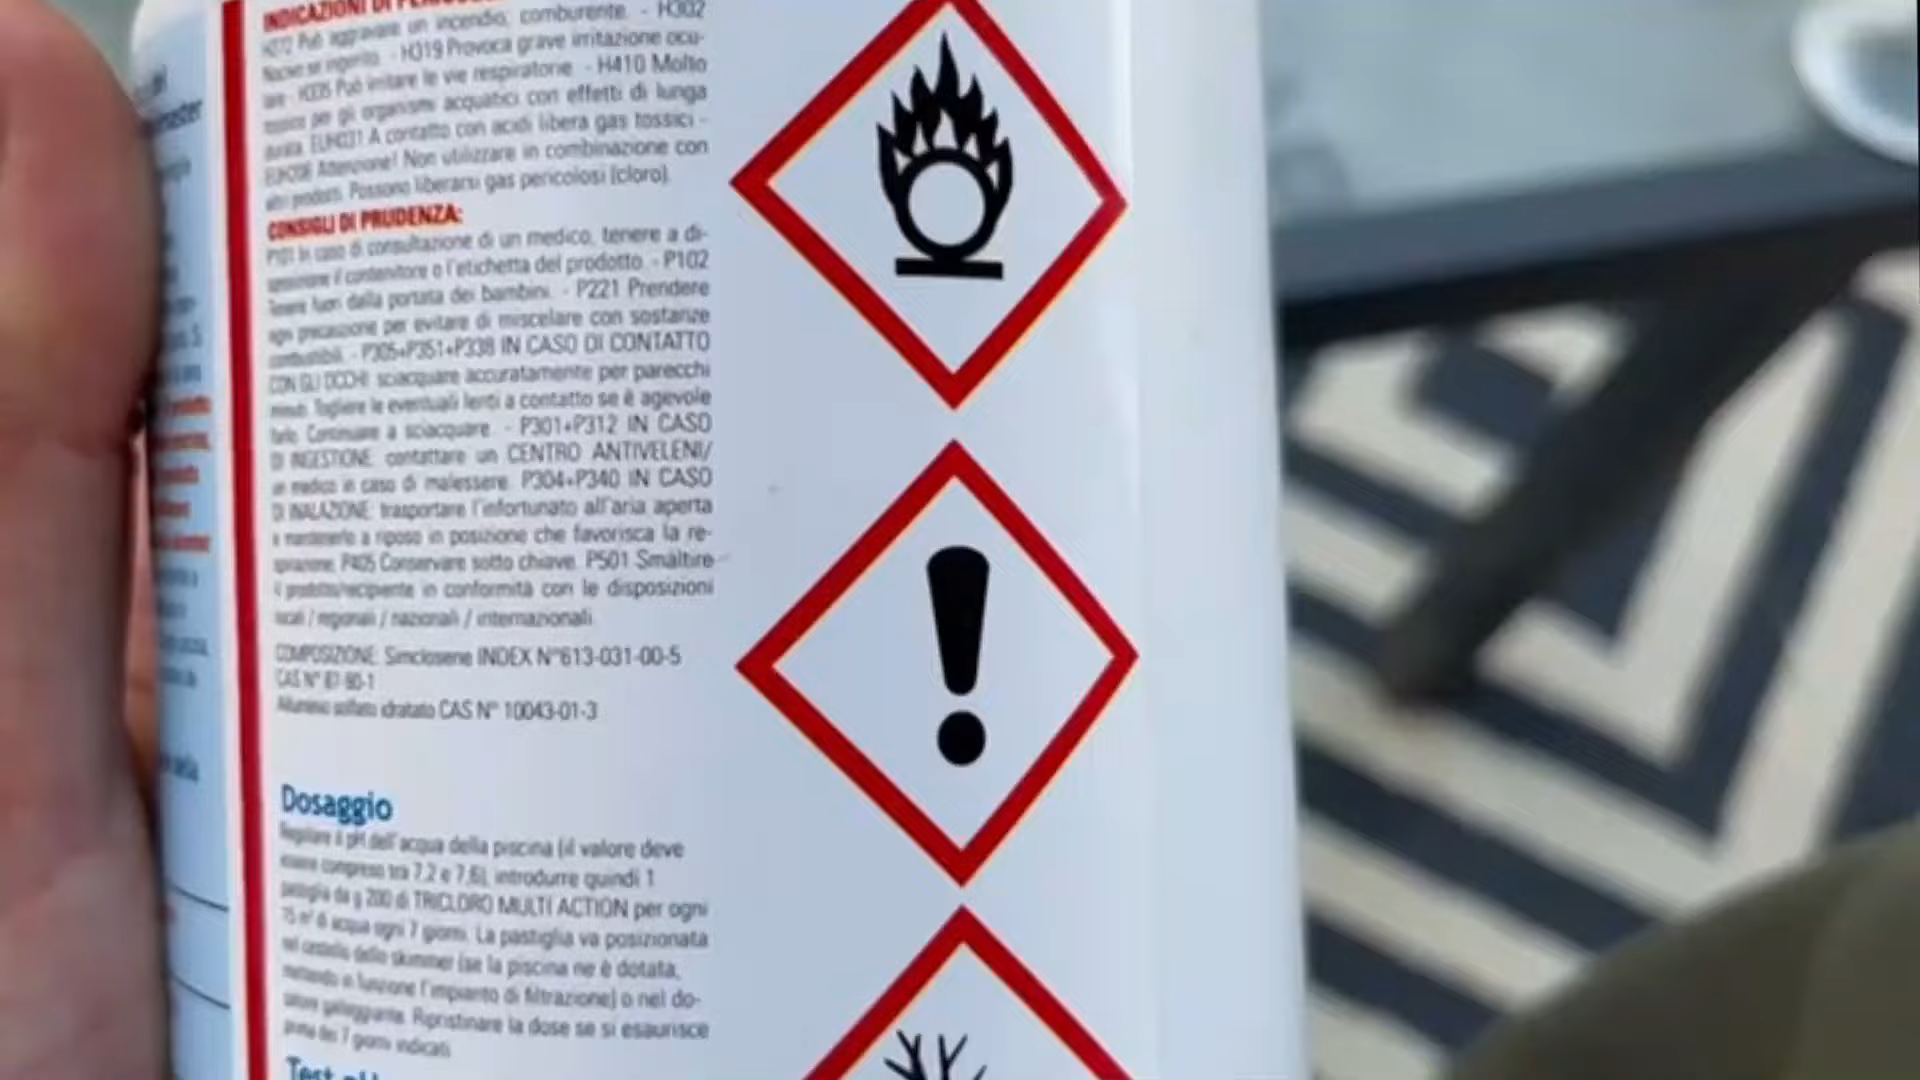 INDICAZIONI DI
H272 Può aggravare un incendio; comburente. - H302
Nocivo se ingerito. - H319 Provoca grave irritazione ocu-
lare - H335 Può irritare le vie respiratorie - H410 Molto
tossico per gli organismi acquatici con effetti di lunga
durata. EUH031 A contatto con acidi libera gas tossici -
EUH206 Attenzione! Non utilizzare in combinazione con
altri prodotti. Possono liberarsi gas pericolosi (cloro).
CONSIGLI DI PRUDENZA:
P101 In caso di consultazione di un medico, tenere a di-
sposizione il contenitore o l'etichetta del prodotto. - P102
Tenere fuori dalla portata dei bambini. - P221 Prendere
ogni precauzione per evitare di miscelare con sostanze
combustibili. - P305+P351+P338 IN CASO DI CONTATTO
CON GLI OCCHI: sciacquare accuratamente per parecchi
minuti. Togliere le eventuali lenti a contatto se è agevole
farlo. Continuare a sciacquare. - P301+P312 IN CASO
DI INGESTIONE: contattare un CENTRO ANTIVELENI/
un medico in caso di malessere. P304+P340 IN CASO
DI INALAZIONE: trasportare l'infortunato all'aria aperta
e mantenerlo a riposo in posizione che favorisca la re-
spirazione. P405 Conservare sotto chiave. P501 Smaltire
il prodotto/recipiente in conformità con le disposizioni
locali / regionali / nazionali / internazionali.
COMPOSIZIONE: Simclosene INDEX N°613-031-00-5
CAS N° 87-90-1
Alluminio solfato idratato CAS N° 10043-01-3
Dosaggio
Regolare il pH dell'acqua della piscina (il valore deve
essere compreso tra 7,2 e 7,6), introdurre quindi 1
pastiglia da g 200 di TRICLORO MULTI ACTION per ogni
15 m³ di acqua ogni 7 giorni. La pastiglia va posizionata
nel cestello dello skimmer (se la piscina ne è dotata,
mettendo in funzione l'impianto di filtrazione) o nel do-
satore galleggiante. Ripristinare la dose se si esaurisce
prima dei 7 giorni indicati.
Test